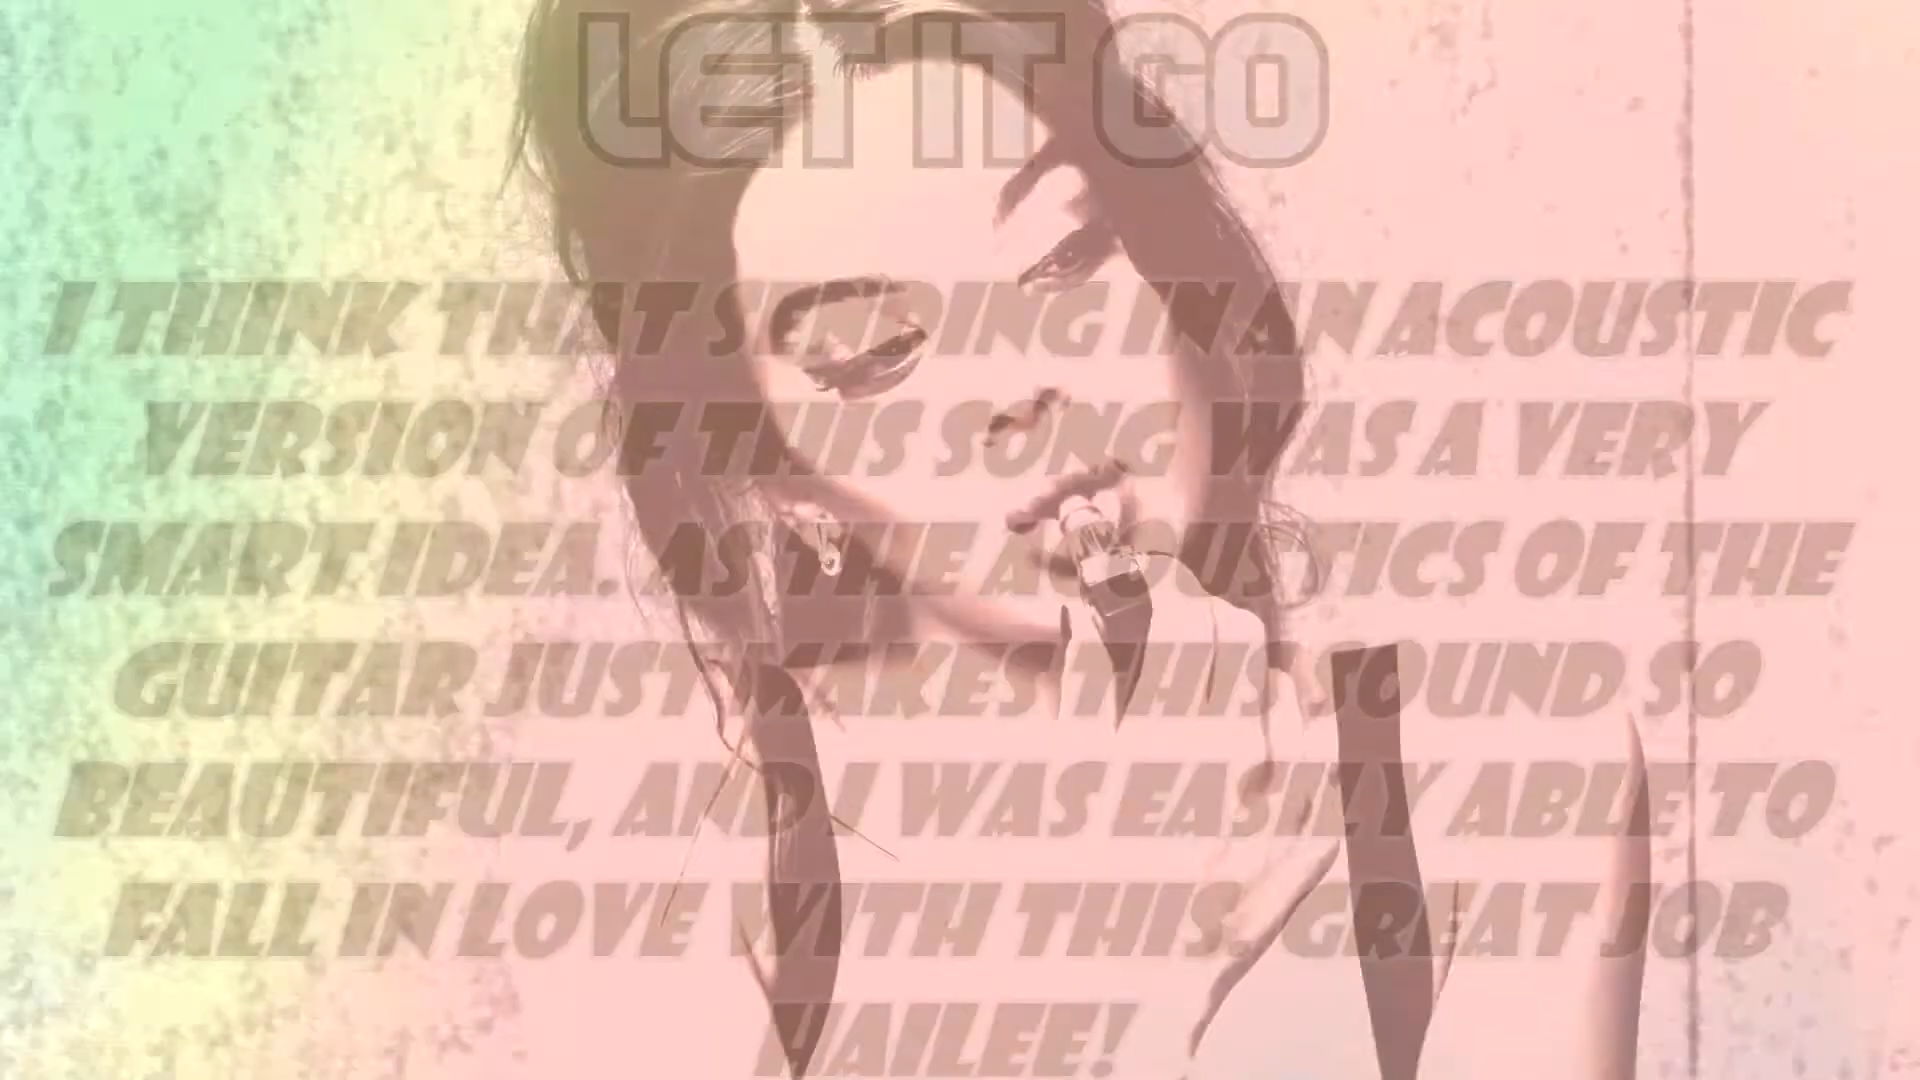 LET IT GO
I THINK THAT SENDING IN AN ACOUSTIC
VERSION OF THIS SONG WAS A VERY
SMART IDEA. AS THE ACOUSTICS OF THE
GUITAR JUST MAKES THIS SOUND SO
BEAUTIFUL, AND I WAS EASILY ABLE TO
FALL IN LOVE WITH THIS. GREAT JOB
HAILEE!